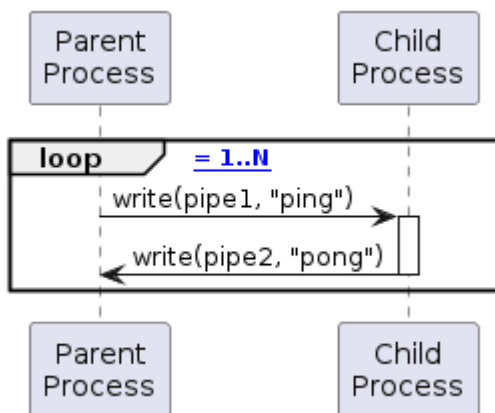 Parent
Process
Child
Process
loop
= 1..N
write(pipe1, "ping")
write(pipe2, "pong")
Parent
Process
Child
Process